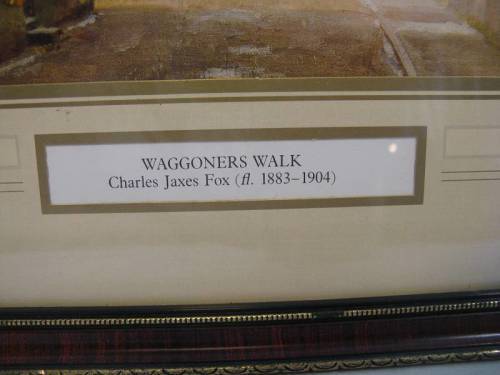 WAGGONERS WALK
Charles Jaxes Fox (fl. 1883–1904)